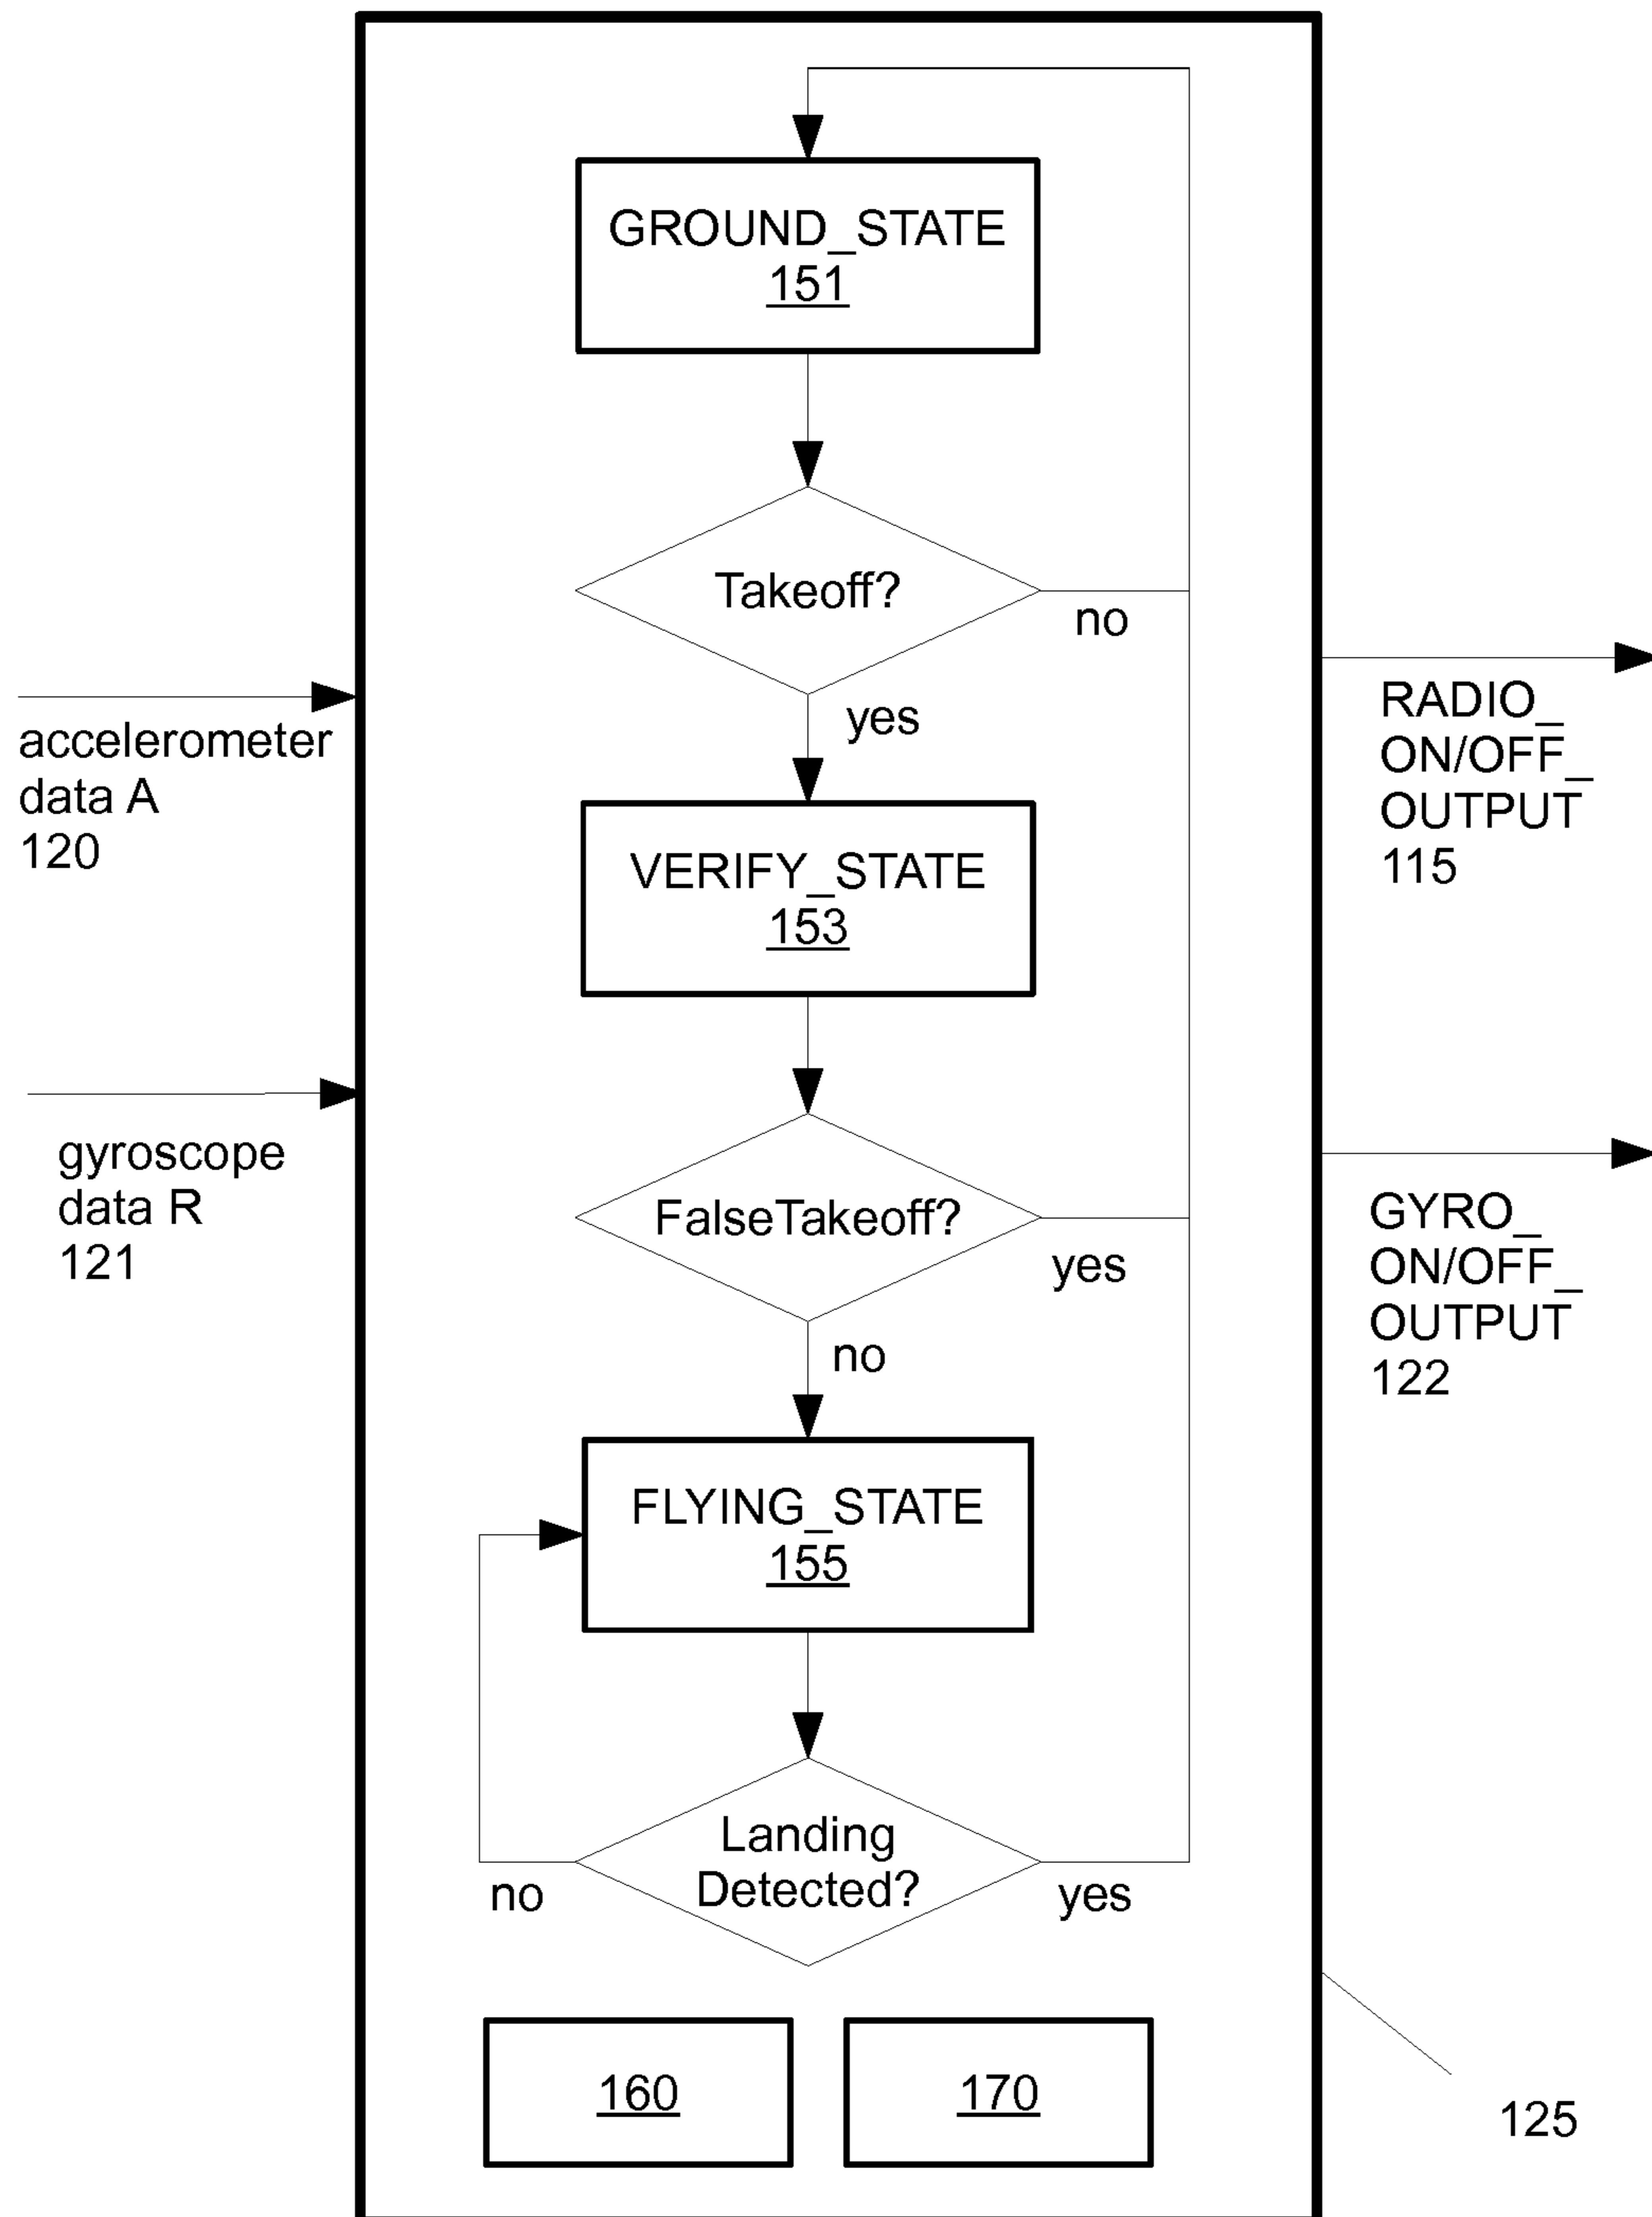 GROUND_STATE
151
Takeoff?
no
yes
accelerometer
data A
120
RADIO_
ON/OFF_
OUTPUT
115
VERIFY_STATE
153
gyroscope
data R
121
FalseTakeoff?
yes
no
GYRO_
ON/OFF_
OUTPUT
122
FLYING_STATE
155
Landing
Detected?
no
yes
160
170
125